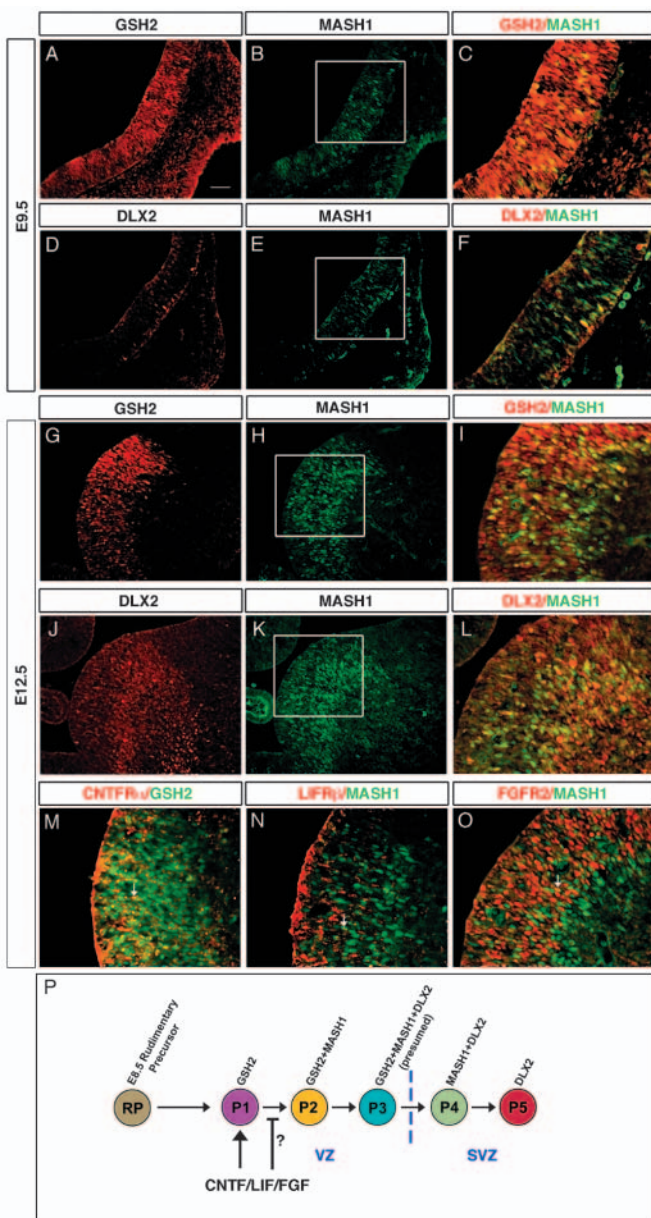 GSH2 MASH1 GSH2/MASH1
E9.5
A B C
DLX2 MASH1 DLX2/MASH1
D E F
GSH2 MASH1 GSH2/MASH1
E12.5
G H I
DLX2 MASH1 DLX2/MASH1
J K L
CNTFRα/GSH2 LIFRβ/MASH1 FGFR2/MASH1
M N O
P
E8.5 Rudimentary
Precursor
GSH2
GSH2+MASH1
GSH2+MASH1+DLX2
(presumed)
MASH1+DLX2
DLX2
RP P1 P2 P3 P4 P5
?
VZ SVZ
CNTF/LIF/FGF